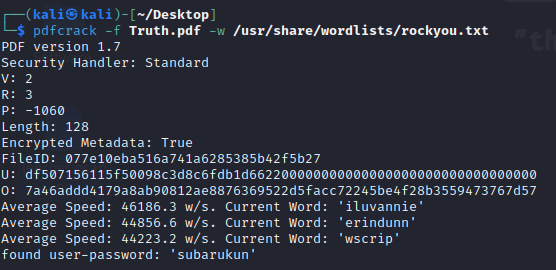 ┌──(kali㉿kali)-[~/Desktop]
└─$ pdfcrack -f Truth.pdf -w /usr/share/wordlists/rockyou.txt
PDF version 1.7
Security Handler: Standard
V: 2
R: 3
P: -1060
Length: 128
Encrypted Metadata: True
FileID: 077e10eba516a741a6285385b42f5b27
U: df507156115f50098c3d8c6fdb1d66220000000000000000000000000000000000
O: 7a46addd4179a8ab90812ae8876369522d5facc72245be4f28b3559473767d57
Average Speed: 46186.3 w/s. Current Word: 'iluvannie'
Average Speed: 44856.6 w/s. Current Word: 'erindunn'
Average Speed: 44223.2 w/s. Current Word: 'wscrip'
found user-password: 'subarukun'
"th